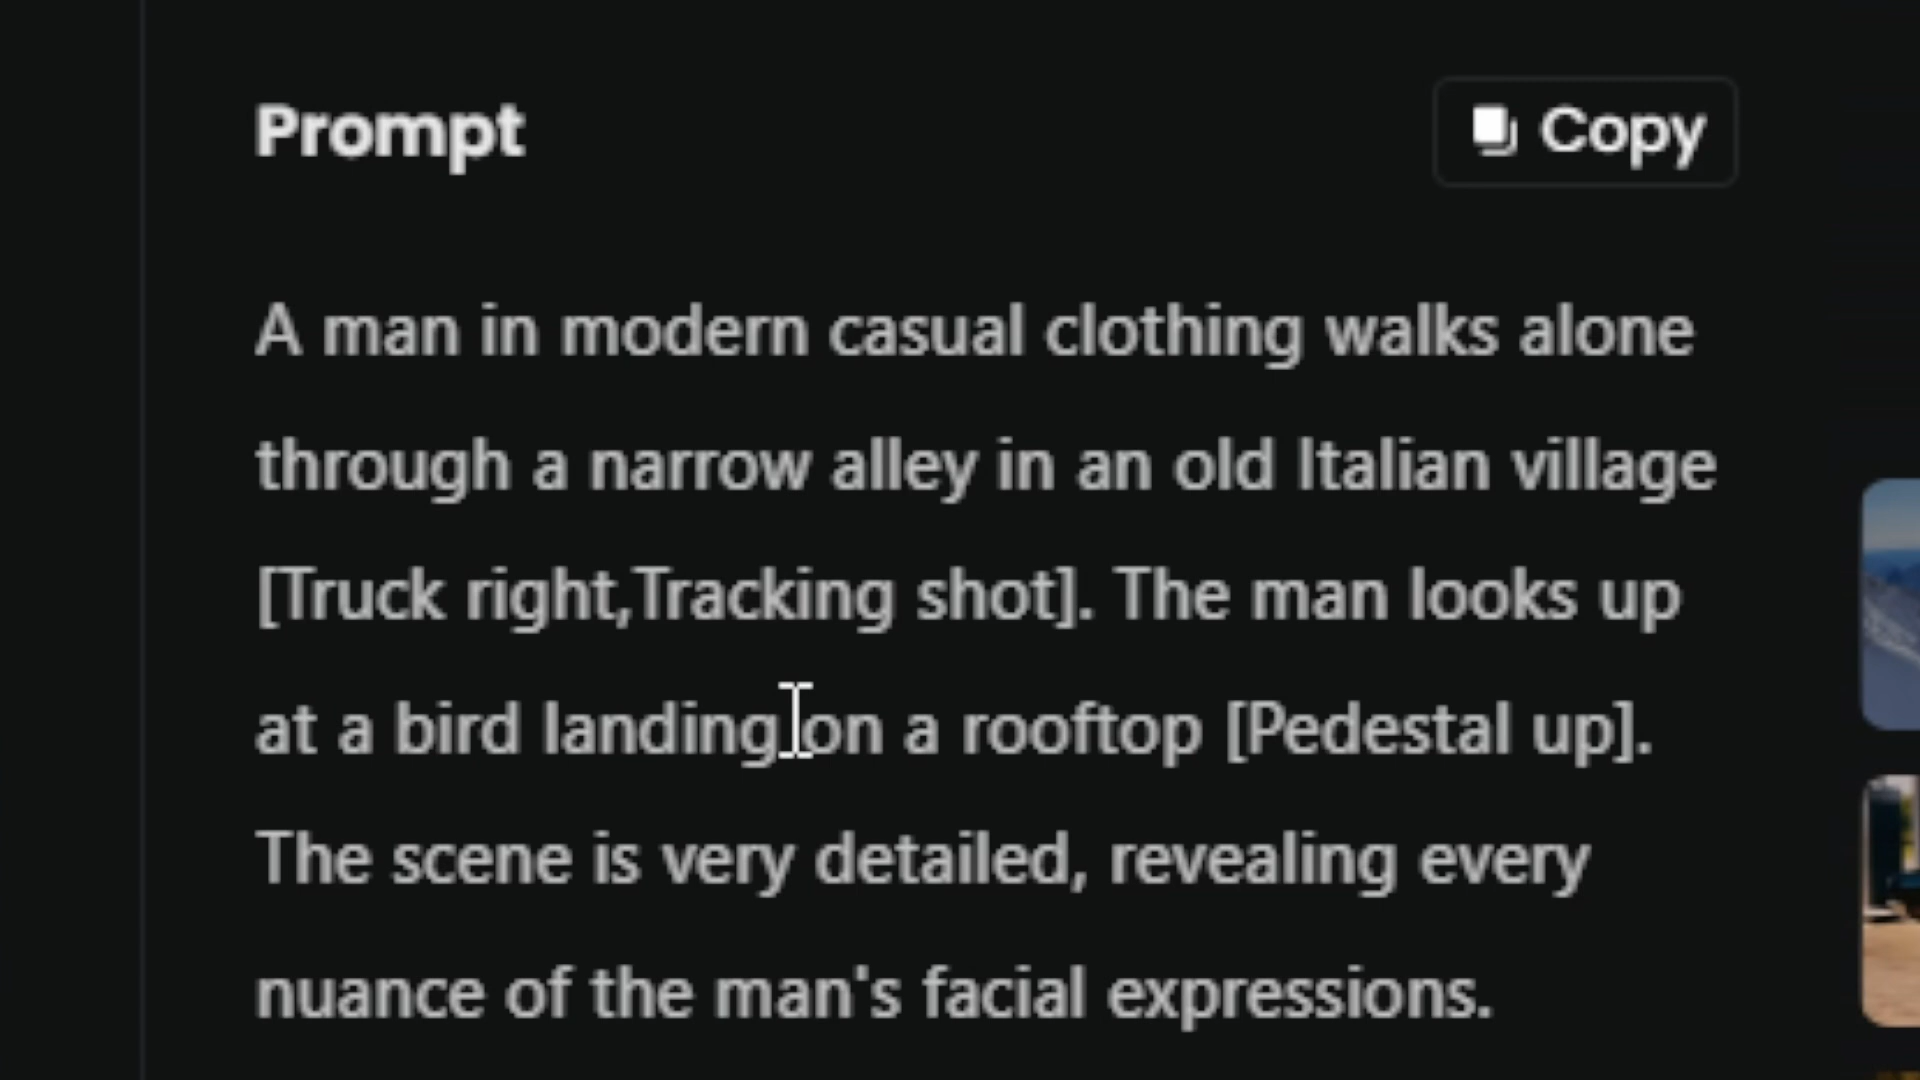 Prompt
Copy
A man in modern casual clothing walks alone
through a narrow alley in an old Italian village
[Truck right,Tracking shot]. The man looks up
at a bird landing on a rooftop [Pedestal up].
The scene is very detailed, revealing every
nuance of the man's facial expressions.